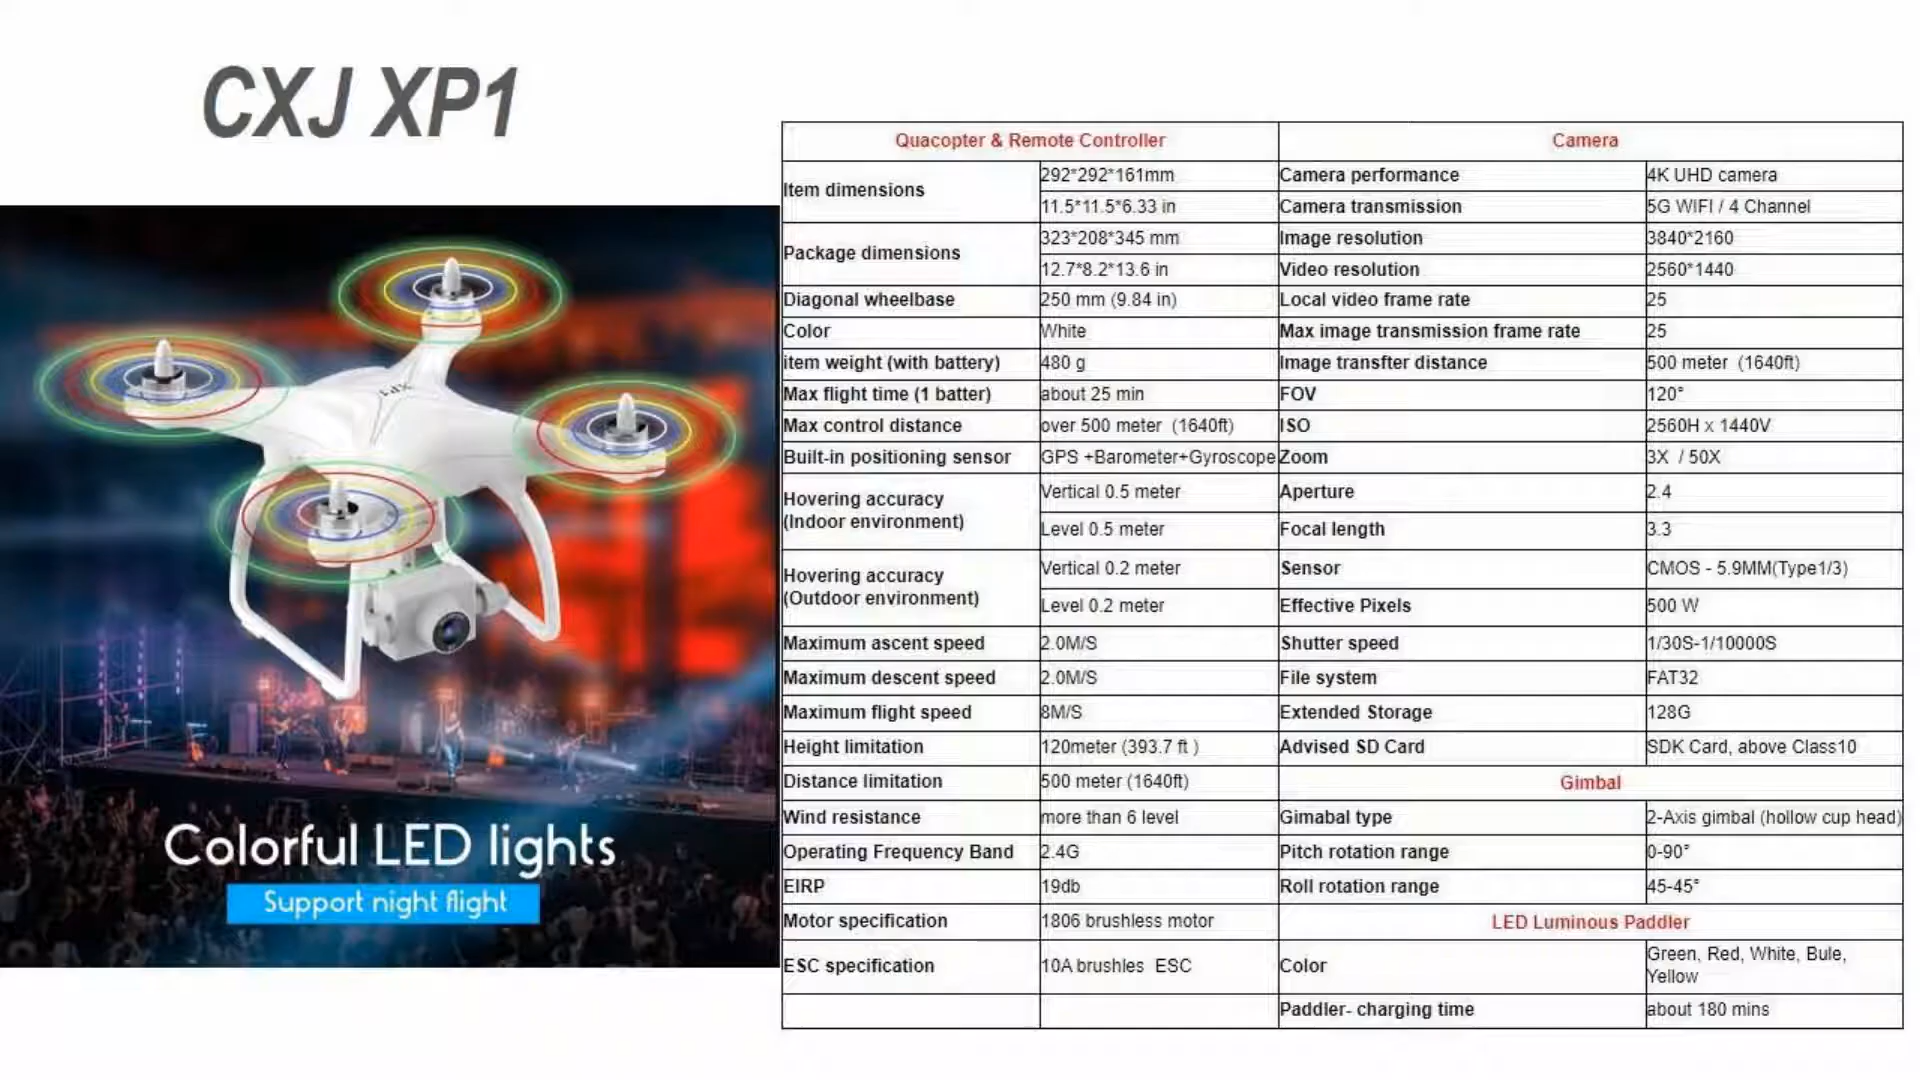 CXJ XP1
XP1
Colorful LED lights
Support night flight
Quacopter & Remote Controller
Item dimensions
292*292*161mm
11.5*11.5*6.33 in
Package dimensions
323*208*345 mm
12.7*8.2*13.6 in
Diagonal wheelbase 250 mm (9.84 in)
Color White
item weight (with battery) 480 g
Max flight time (1 batter) about 25 min
Max control distance over 500 meter (1640ft)
Built-in positioning sensor GPS +Barometer+Gyroscope
Hovering accuracy
(Indoor environment)
Vertical 0.5 meter
Level 0.5 meter
Hovering accuracy
(Outdoor environment)
Vertical 0.2 meter
Level 0.2 meter
Maximum ascent speed 2.0M/S
Maximum descent speed 2.0M/S
Maximum flight speed 8M/S
Height limitation 120meter (393.7 ft )
Distance limitation 500 meter (1640ft)
Wind resistance more than 6 level
Operating Frequency Band 2.4G
EIRP 19db
Motor specification 1806 brushless motor
ESC specification 10A brushles ESC
Camera
Camera performance 4K UHD camera
Camera transmission 5G WIFI / 4 Channel
Image resolution 3840*2160
Video resolution 2560*1440
Local video frame rate 25
Max image transmission frame rate 25
Image transfter distance 500 meter (1640ft)
FOV 120°
ISO 2560H x 1440V
Zoom 3X / 50X
Aperture 2.4
Focal length 3.3
Sensor CMOS - 5.9MM(Type1/3)
Effective Pixels 500 W
Shutter speed 1/30S-1/10000S
File system FAT32
Extended Storage 128G
Advised SD Card SDK Card, above Class10
Gimbal
Gimabal type 2-Axis gimbal (hollow cup head)
Pitch rotation range 0-90°
Roll rotation range 45-45°
LED Luminous Paddler
Color Green, Red, White, Bule,
Yellow
Paddler- charging time about 180 mins